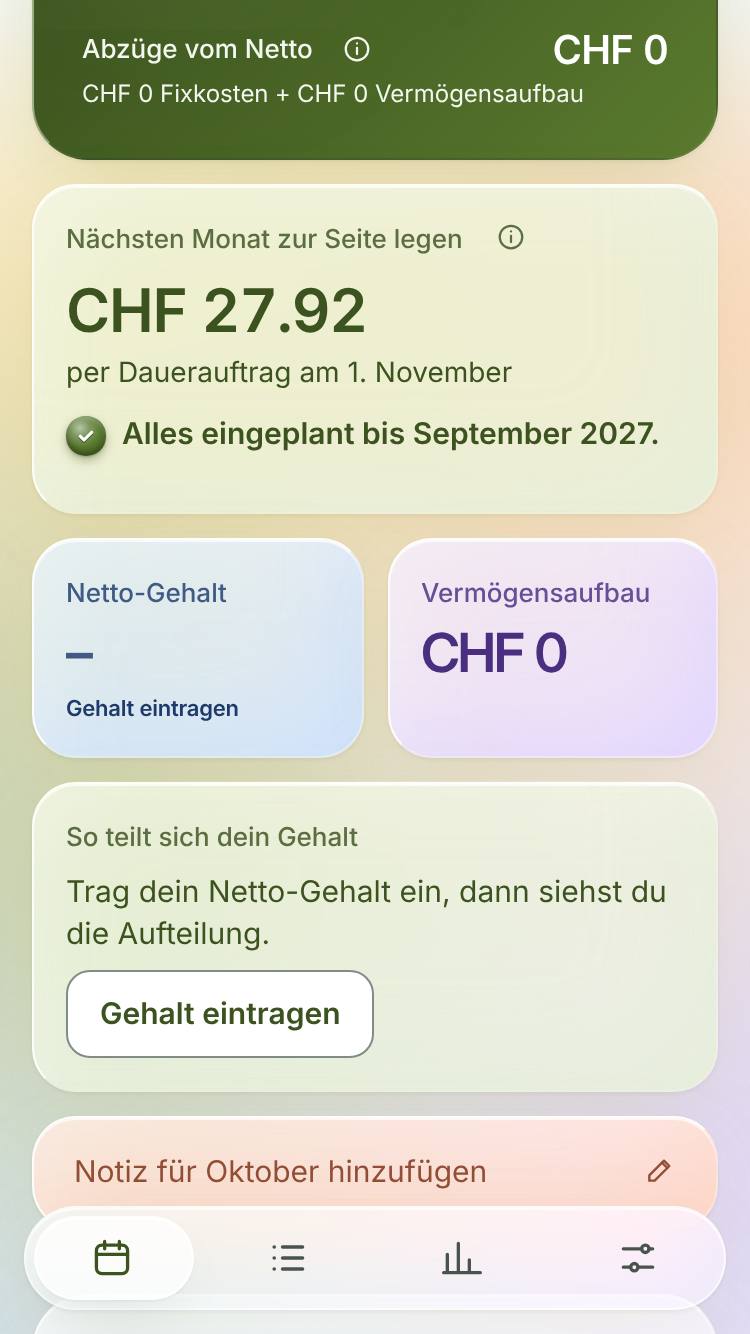 Abzüge vom Netto CHF 0
CHF 0 Fixkosten + CHF 0 Vermögensaufbau
Nächsten Monat zur Seite legen
CHF 27.92
per Dauerauftrag am 1. November
Alles eingeplant bis September 2027.
Netto-Gehalt
–
Gehalt eintragen
Vermögensaufbau
CHF 0
So teilt sich dein Gehalt
Trag dein Netto-Gehalt ein, dann siehst du
die Aufteilung.
Gehalt eintragen
Notiz für Oktober hinzufügen